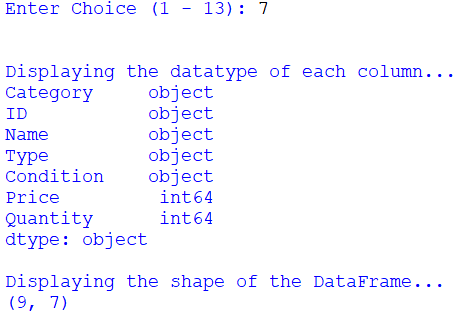 Enter Choice (1 - 13): 7
Displaying the datatype of each column...
Category     object
ID           object
Name         object
Type         object
Condition    object
Price         int64
Quantity      int64
dtype: object
Displaying the shape of the DataFrame...
(9, 7)